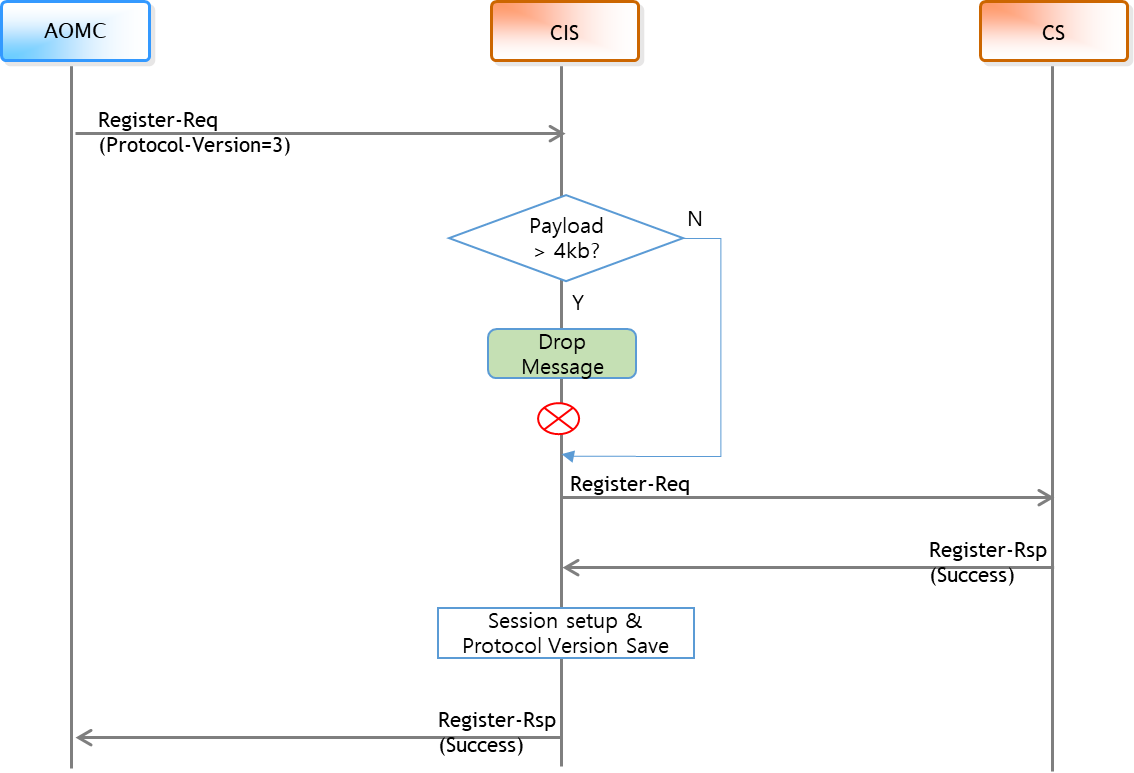 AOMC
CIS
CS
Register-Req
(Protocol-Version=3)
Payload
> 4kb?
N
Y
Drop
Message
Register-Req
Register-Rsp
(Success)
Session setup &
Protocol Version Save
Register-Rsp
(Success)